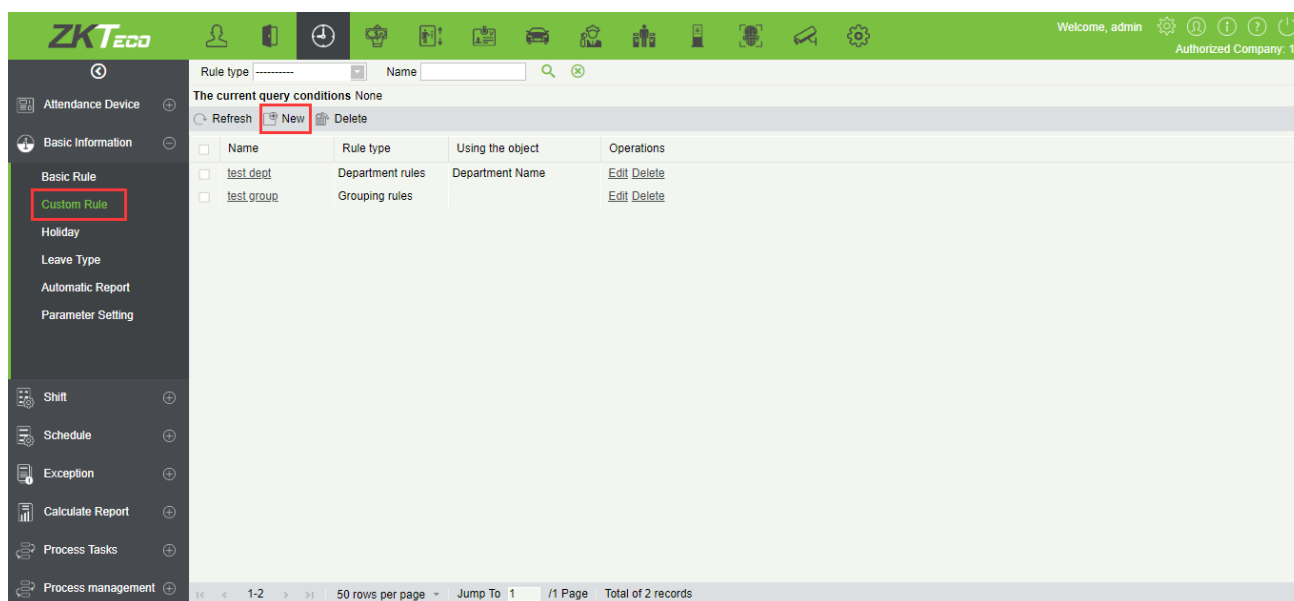 ZKTeco
Welcome, admin
Authorized Company: 1
Rule type ----------
Name
The current query conditions None
Refresh New Delete
Attendance Device
Basic Information
Basic Rule
Custom Rule
Holiday
Leave Type
Automatic Report
Parameter Setting
Shift
Schedule
Exception
Calculate Report
Process Tasks
Process management
Name Rule type Using the object Operations
test dept Department rules Department Name Edit Delete
test group Grouping rules Edit Delete
1-2 50 rows per page Jump To 1 /1 Page Total of 2 records